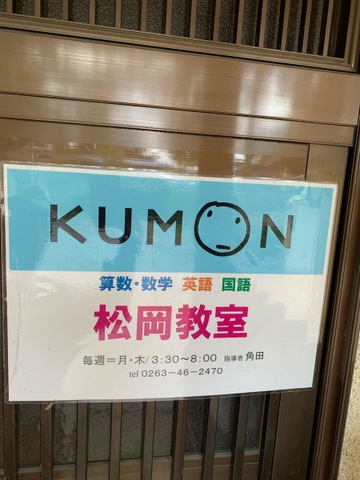 KUMON
算数・数学 英語 国語
松岡教室
毎週=月・木/3:30～8:00 指導者 角田
tel 0263-46-2470